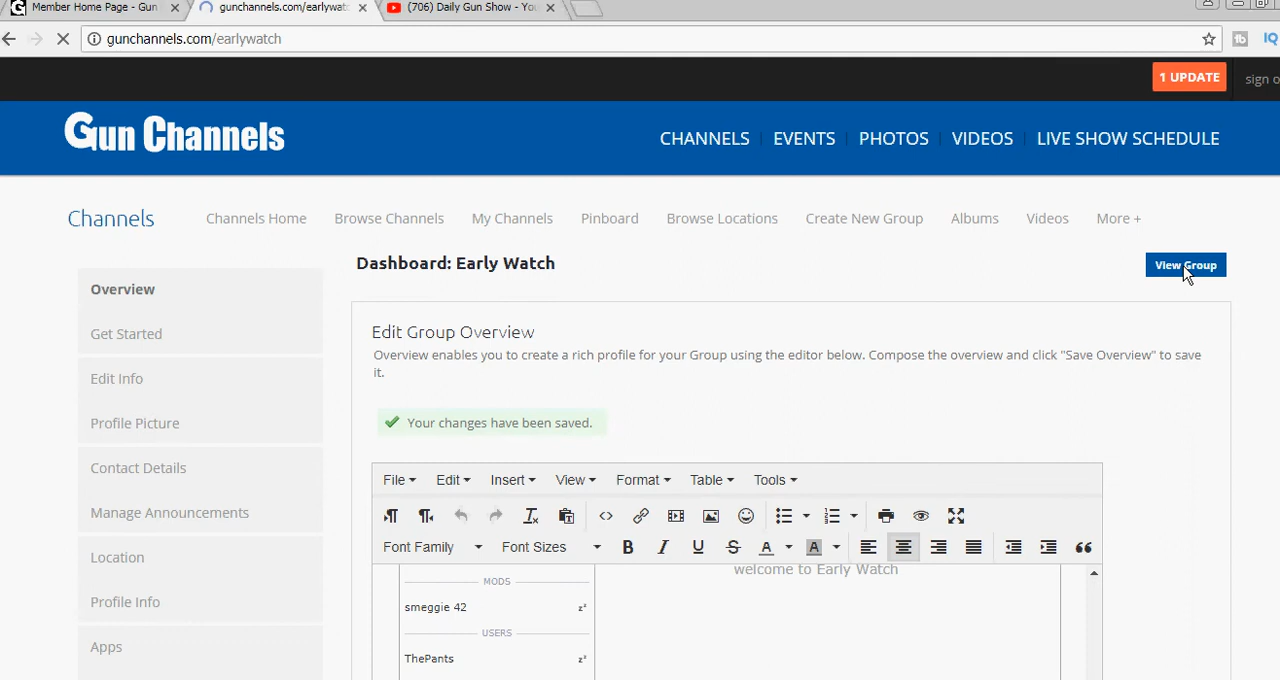 Member Home Page - Gun
gunchannels.com/earlywatc
(706) Daily Gun Show - You
gunchannels.com/earlywatch
tb
IQ
1 UPDATE
sign o
Gun Channels
CHANNELS
EVENTS
PHOTOS
VIDEOS
LIVE SHOW SCHEDULE
Channels
Channels Home
Browse Channels
My Channels
Pinboard
Browse Locations
Create New Group
Albums
Videos
More +
Overview
Get Started
Edit Info
Profile Picture
Contact Details
Manage Announcements
Location
Profile Info
Apps
Dashboard: Early Watch
View Group
Edit Group Overview
Overview enables you to create a rich profile for your Group using the editor below. Compose the overview and click "Save Overview" to save
it.
Your changes have been saved.
File
Edit
Insert
View
Format
Table
Tools
Font Family
Font Sizes
B
I
U
S
A
A
MODS
smeggie 42
zz
USERS
ThePants
zz
welcome to Early Watch